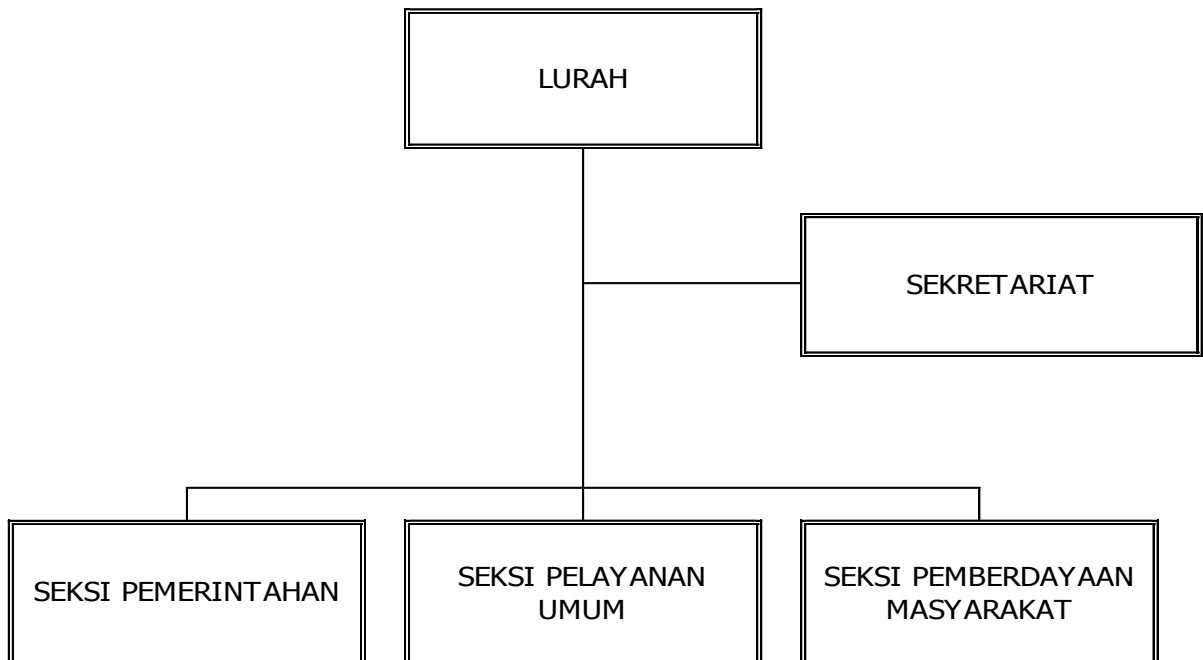 LURAH
SEKRETARIAT
SEKSI PEMERINTAHAN
SEKSI PELAYANAN
UMUM
SEKSI PEMBERDAYAAN
MASYARAKAT